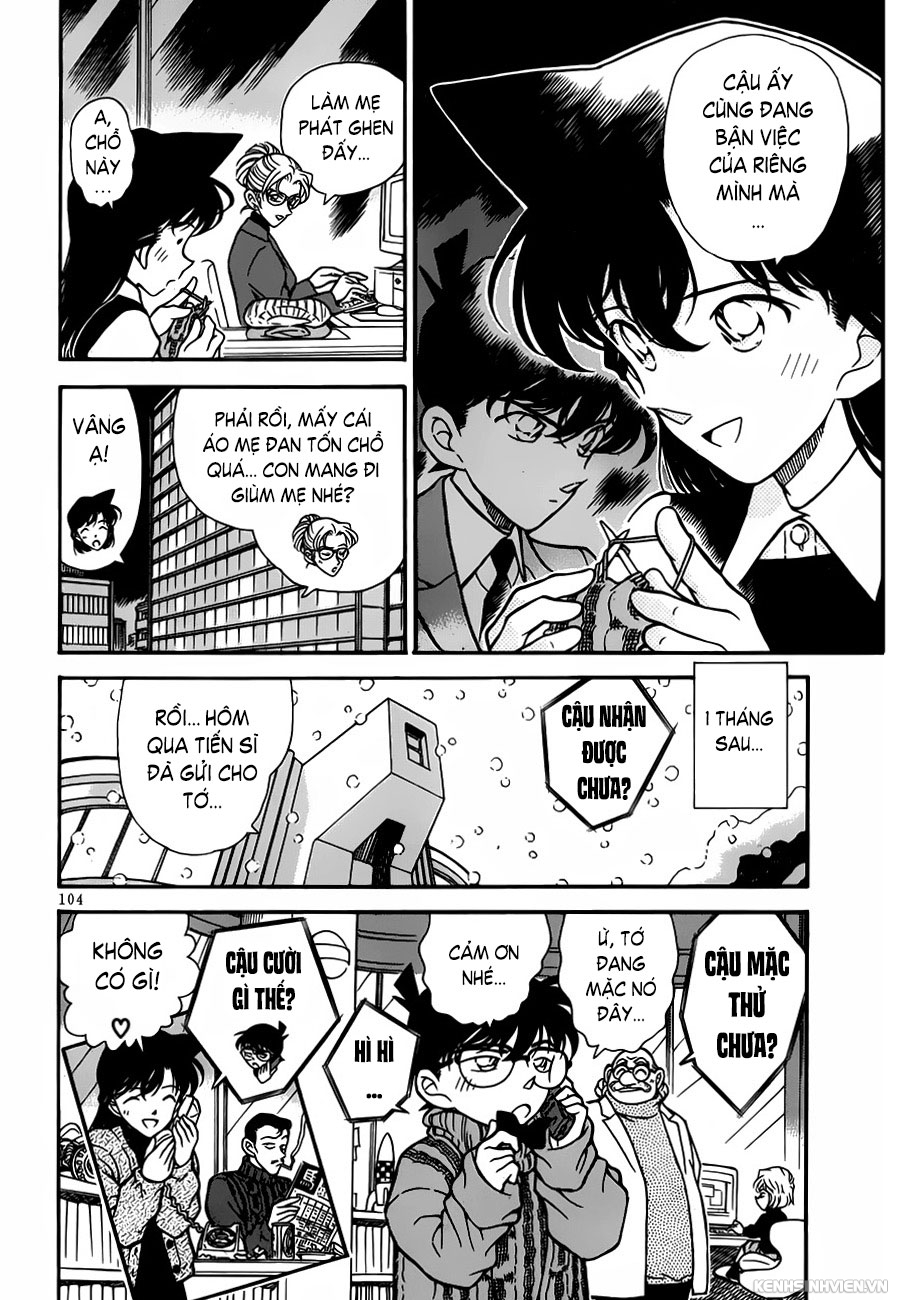 LÀM MẸ
PHÁT GHEN
ĐẤY...
A,
CHỖ
NÀY
...
CẬU ẤY
CŨNG ĐANG
BẬN VIỆC
CỦA RIÊNG
MÌNH MÀ
...
VÂNG
Ạ!
PHẢI RỒI, MẤY CÁI
ÁO MẸ ĐAN TỐN CHỖ
QUÁ... CON MANG ĐI
GIÙM MẸ NHÉ?
1 THÁNG
SAU...
CẬU NHẬN
ĐƯỢC
CHƯA?
RỒI... HÔM
QUA TIẾN SĨ
ĐÃ GỬI CHO
TỚ...
104
CẬU MẶC
THỬ
CHƯA?
Ừ, TỚ
ĐANG
MẶC NÓ
ĐÂY...
CẢM ƠN
NHÉ.
HÌ HÌ
...
CẬU CƯỜI
GÌ THẾ?
KHÔNG
CÓ GÌ!
KENHSINHVIEN.VN